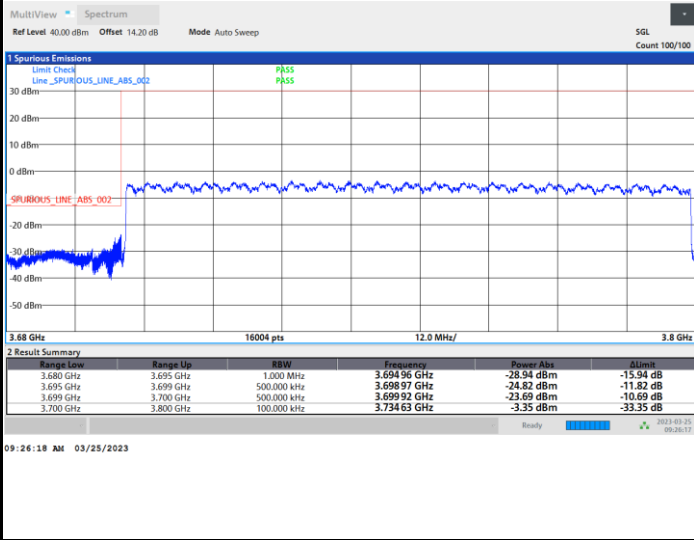 MultiView Spectrum
Ref Level 40.00 dBm Offset 14.20 dB Mode Auto Sweep SGL
Count 100/100
1 Spurious Emissions
Limit Check PASS
Line _SPURIOUS_LINE_ABS_002 PASS
30 dBm
20 dBm
10 dBm
0 dBm
_SPURIOUS_LINE_ABS_002
-20 dBm
-30 dBm
-40 dBm
-50 dBm
3.68 GHz 16004 pts 12.0 MHz/ 3.8 GHz
2 Result Summary
Range Low Range Up RBW Frequency Power Abs ΔLimit
3.680 GHz 3.695 GHz 1.000 MHz 3.694 96 GHz -28.94 dBm -15.94 dB
3.695 GHz 3.699 GHz 500.000 kHz 3.698 97 GHz -24.82 dBm -11.82 dB
3.699 GHz 3.700 GHz 500.000 kHz 3.699 92 GHz -23.69 dBm -10.69 dB
3.700 GHz 3.800 GHz 100.000 kHz 3.734 63 GHz -3.35 dBm -33.35 dB
Ready 2023-03-25
09:26:17
09:26:18 AM 03/25/2023